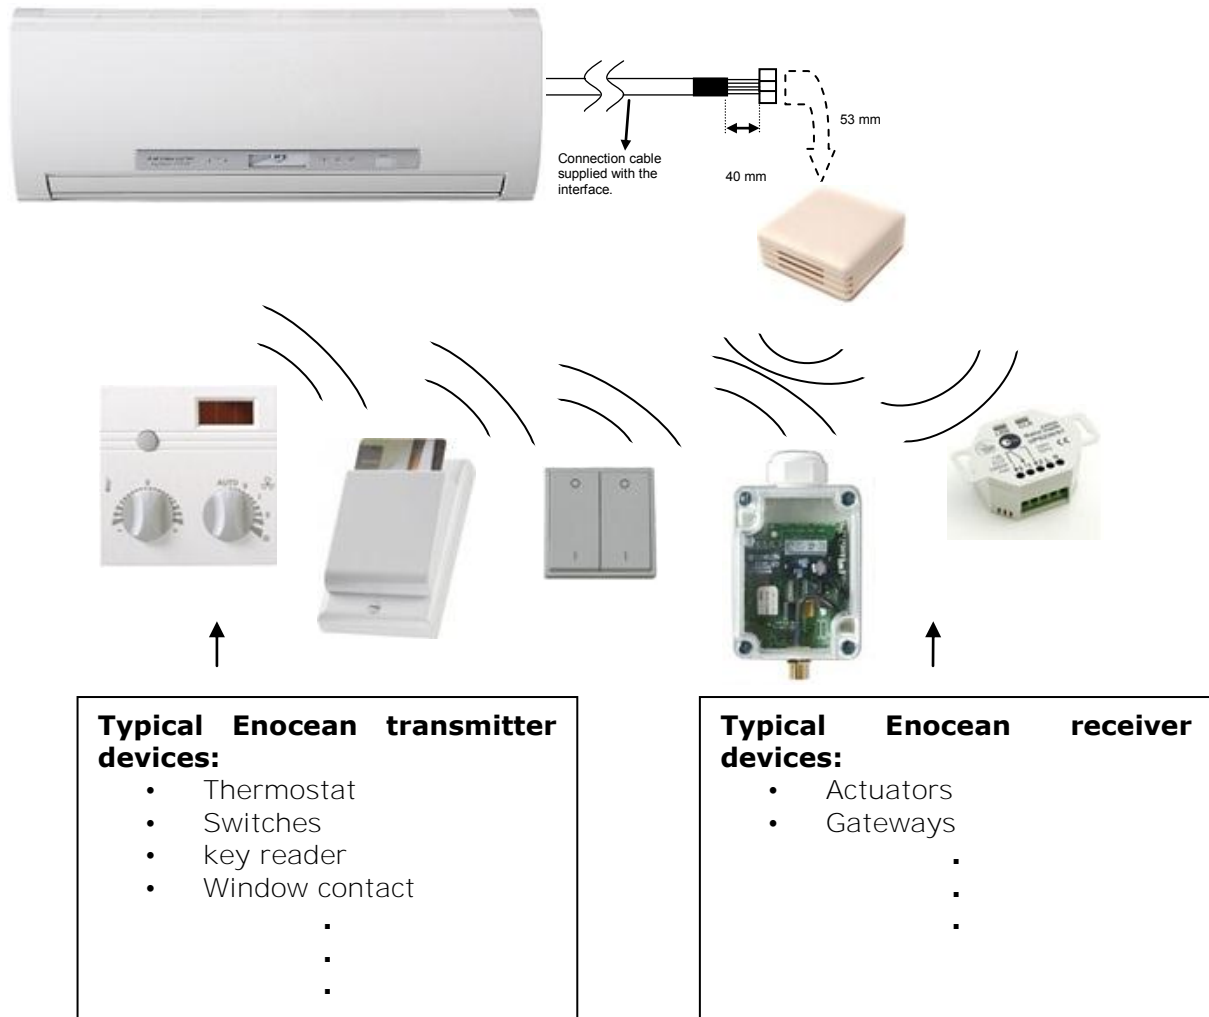 53 mm
Connection cable
supplied with the
interface.
40 mm
AUTO
Typical Enocean transmitter
devices:
• Thermostat
• Switches
• key reader
• Window contact
.
.
.
Typical Enocean receiver
devices:
• Actuators
• Gateways
.
.
.